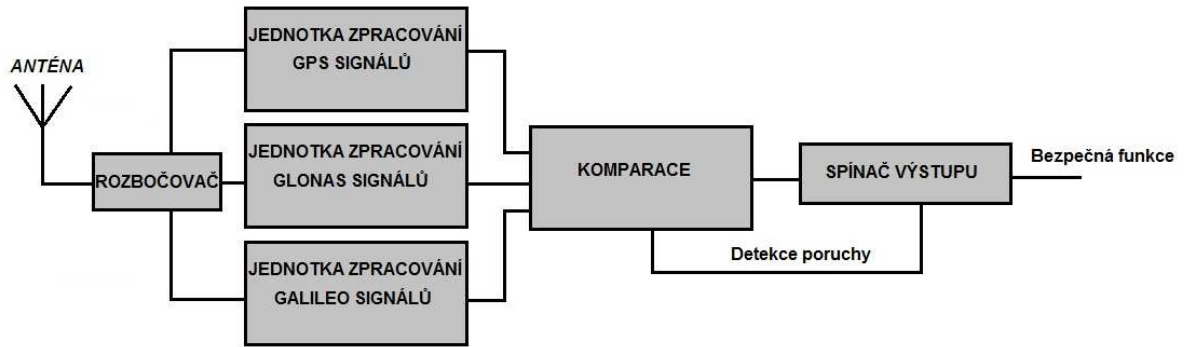 ANTÉNA
ROZBOČOVAČ
JEDNOTKA ZPRACOVÁNÍ
GPS SIGNÁLŮ
JEDNOTKA ZPRACOVÁNÍ
GLONAS SIGNÁLŮ
JEDNOTKA ZPRACOVÁNÍ
GALILEO SIGNÁLŮ
KOMPARACE
SPÍNAČ VÝSTUPU
Bezpečná funkce
Detekce poruchy